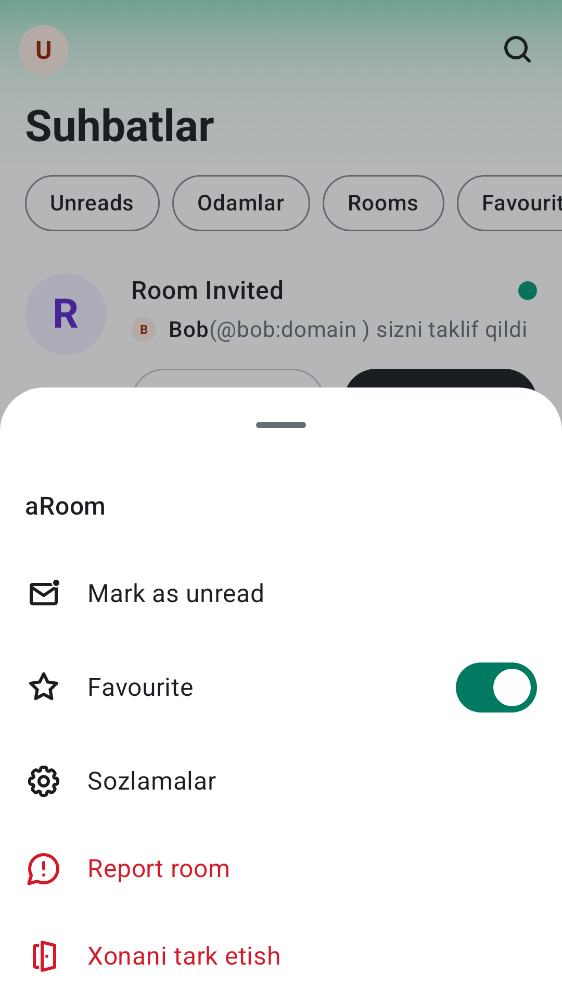 U
Suhbatlar
Unreads Odamlar Rooms Favourit
R
Room Invited
B Bob(@bob:domain ) sizni taklif qildi
aRoom
Mark as unread
Favourite
Sozlamalar
Report room
Xonani tark etish